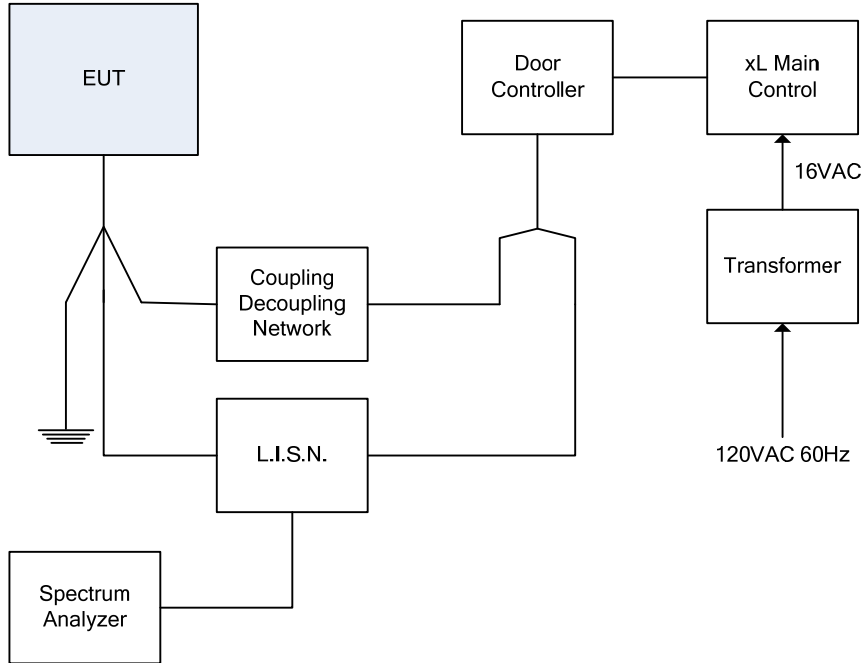 EUT
Door
Controller
xL Main
Control
16VAC
Transformer
120VAC 60Hz
Coupling
Decoupling
Network
L.I.S.N.
Spectrum
Analyzer